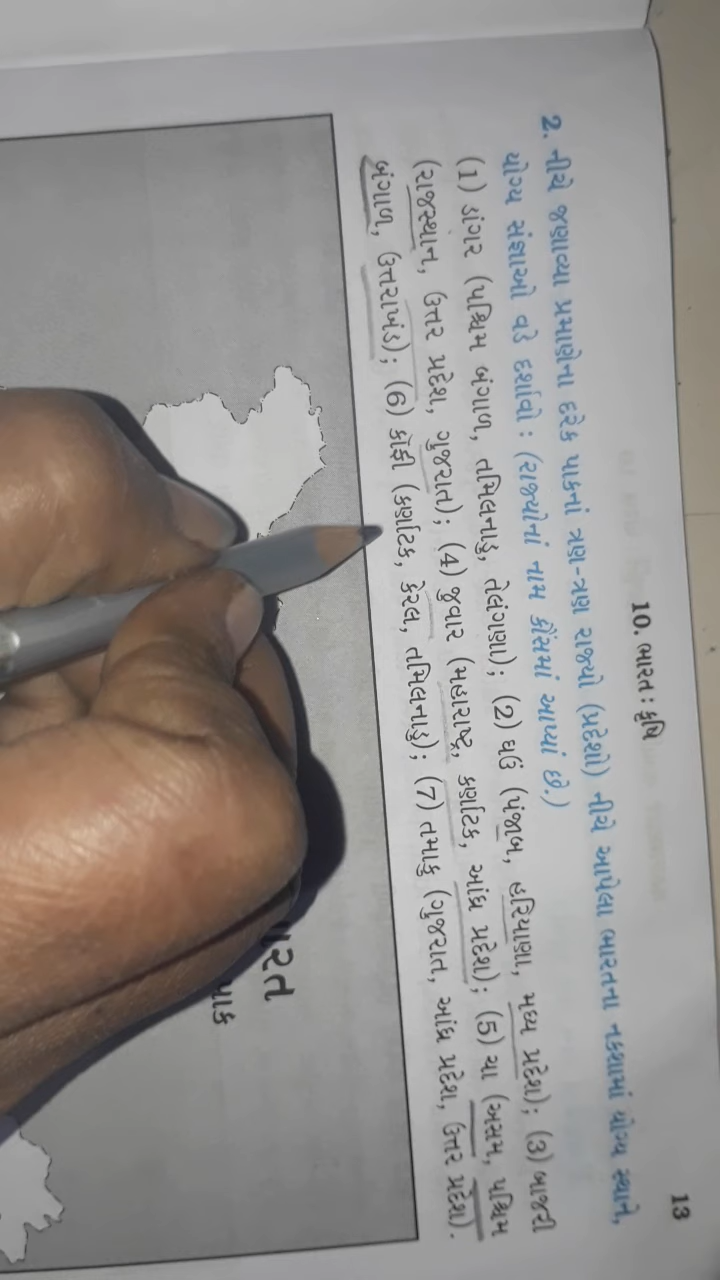 13
10. ભારત : કૃષિ
2. નીચે જણાવ્યા પ્રમાણેના દરેક પાકનાં ત્રણ-ત્રણ રાજ્યો (પ્રદેશો) નીચે આપેલા ભારતના નકશામાં યોગ્ય સ્થાને,
યોગ્ય સંજ્ઞાઓ વડે દર્શાવો : (રાજ્યોનાં નામ કૌંસમાં આપ્યાં છે.)
(1) ડાંગર (પશ્ચિમ બંગાળ, તમિલનાડુ, તેલંગણા); (2) ઘઉં (પંજાબ, હરિયાણા, મધ્ય પ્રદેશ); (3) બાજરી
(રાજસ્થાન, ઉત્તર પ્રદેશ, ગુજરાત); (4) જુવાર (મહારાષ્ટ્ર, કર્ણાટક, આંધ્ર પ્રદેશ); (5) ચા (અસમ, પશ્ચિમ
બંગાળ, ઉત્તરાખંડ); (6) કૉફી (કર્ણાટક, કેરલ, તમિલનાડુ); (7) તમાકુ (ગુજરાત, આંધ્ર પ્રદેશ, ઉત્તર પ્રદેશ).